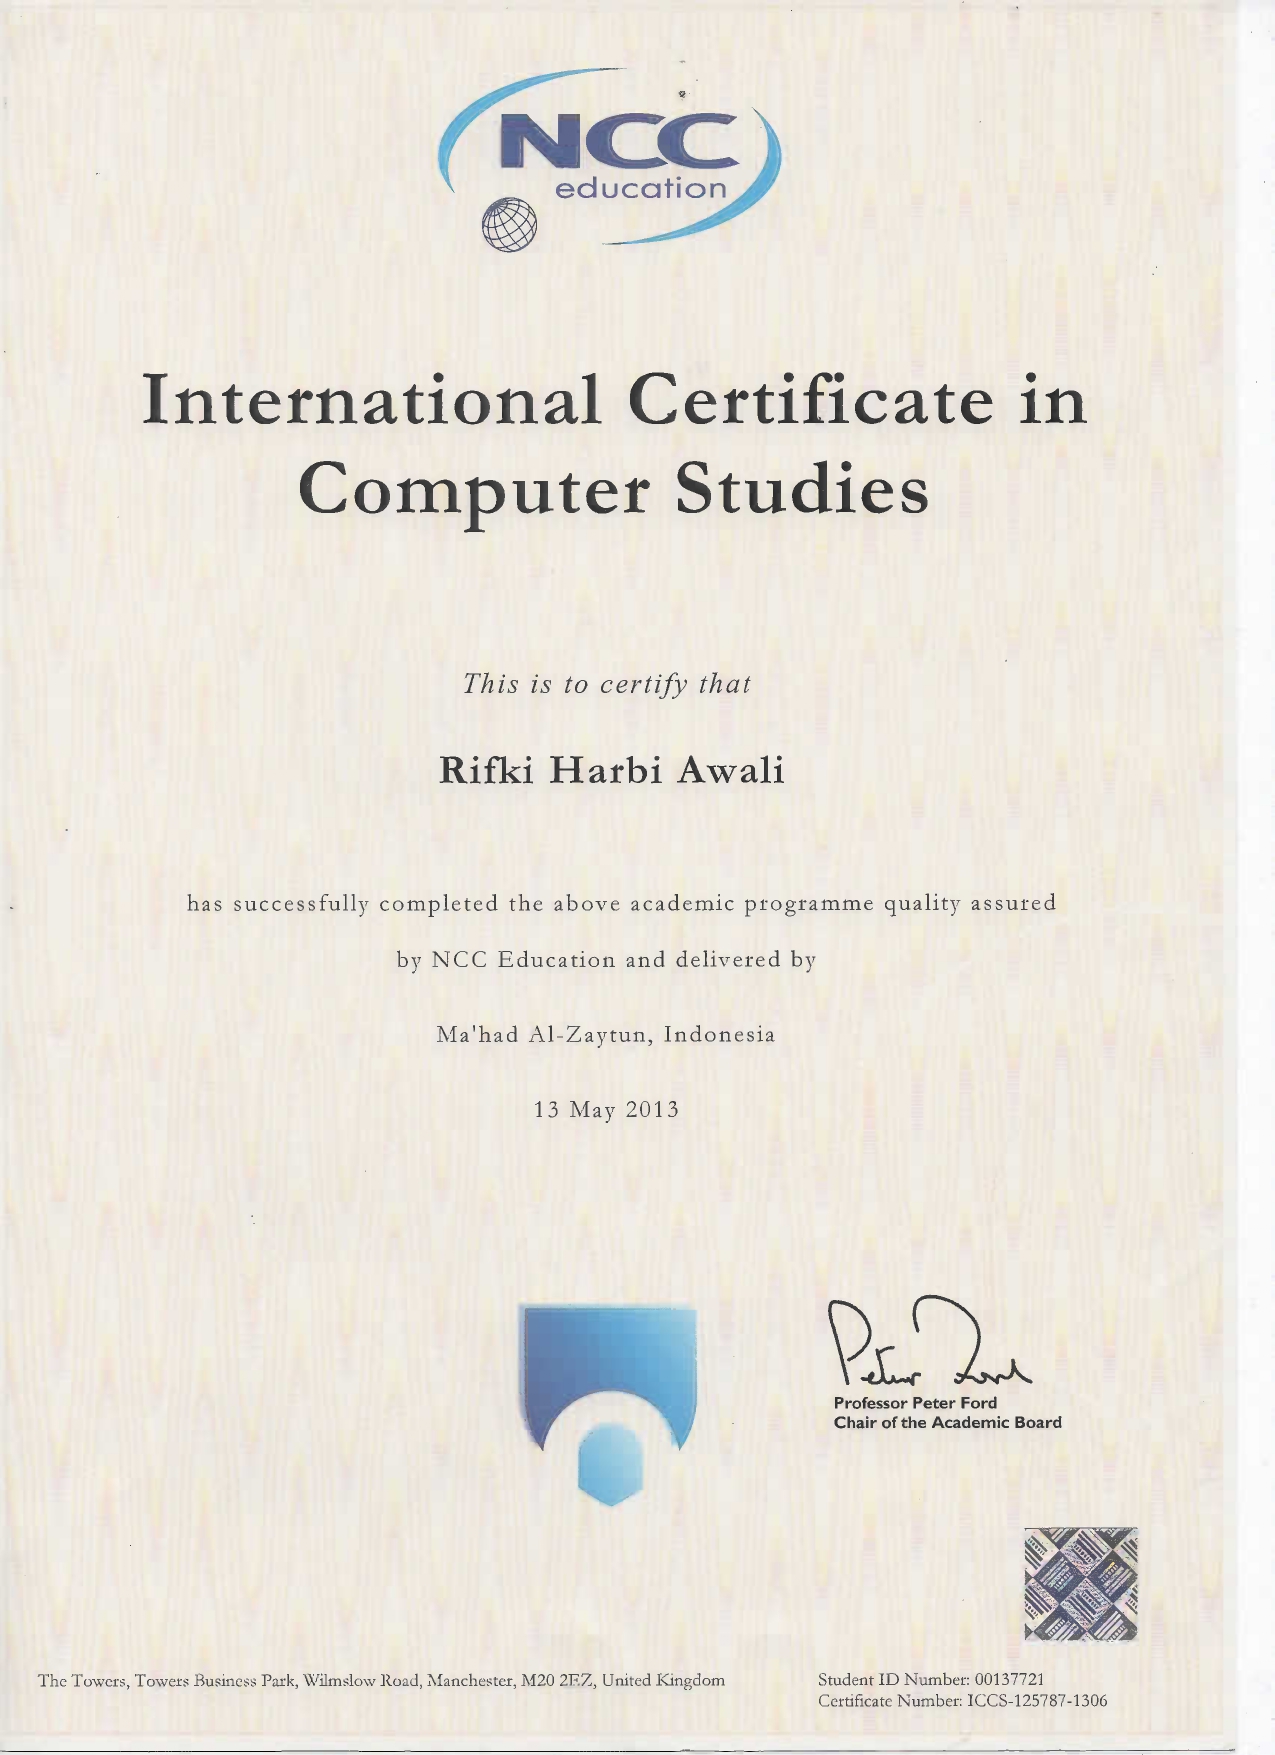 NCC
education
International Certificate in
Computer Studies
This is to certify that
Rifki Harbi Awali
has successfully completed the above academic programme quality assured
by NCC Education and delivered by
Ma'had Al-Zaytun, Indonesia
13 May 2013
Peter Ford
Professor Peter Ford
Chair of the Academic Board
The Towers, Towers Business Park, Wilmslow Road, Manchester, M20 2EZ, United Kingdom
Student ID Number: 00137721
Certificate Number: ICCS-125787-1306